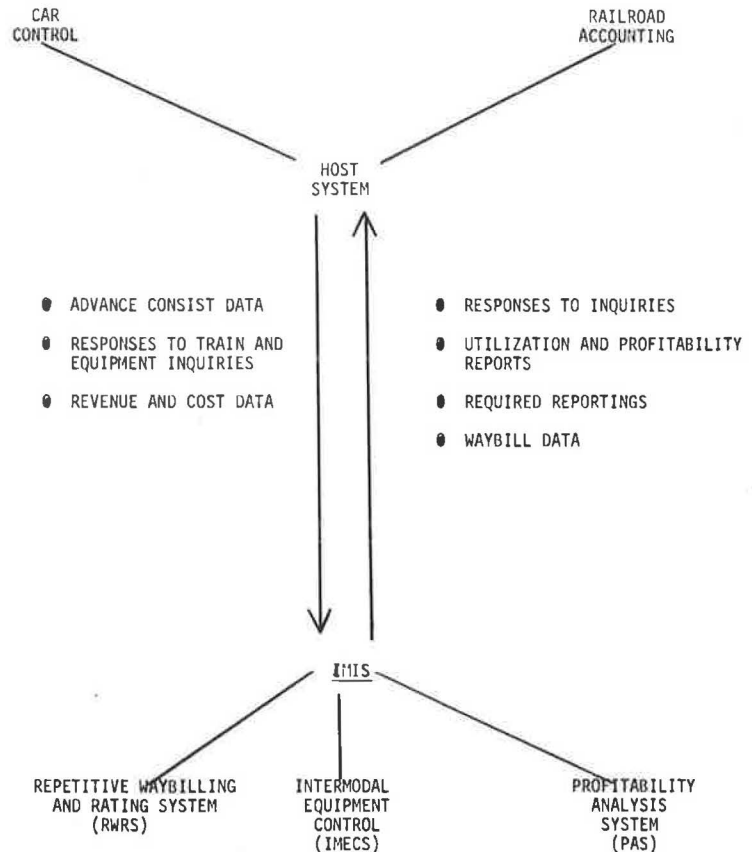 CAR
CONTROL
RAILROAD
ACCOUNTING
HOST
SYSTEM
● ADVANCE CONSIST DATA
● RESPONSES TO TRAIN AND
EQUIPMENT INQUIRIES
● REVENUE AND COST DATA
● RESPONSES TO INQUIRIES
● UTILIZATION AND PROFITABILITY
REPORTS
● REQUIRED REPORTINGS
● WAYBILL DATA
IMIS
REPETITIVE WAYBILLING
AND RATING SYSTEM
(RWRS)
INTERMODAL
EQUIPMENT
CONTROL
(IMECS)
PROFITABILITY
ANALYSIS
SYSTEM
(PAS)